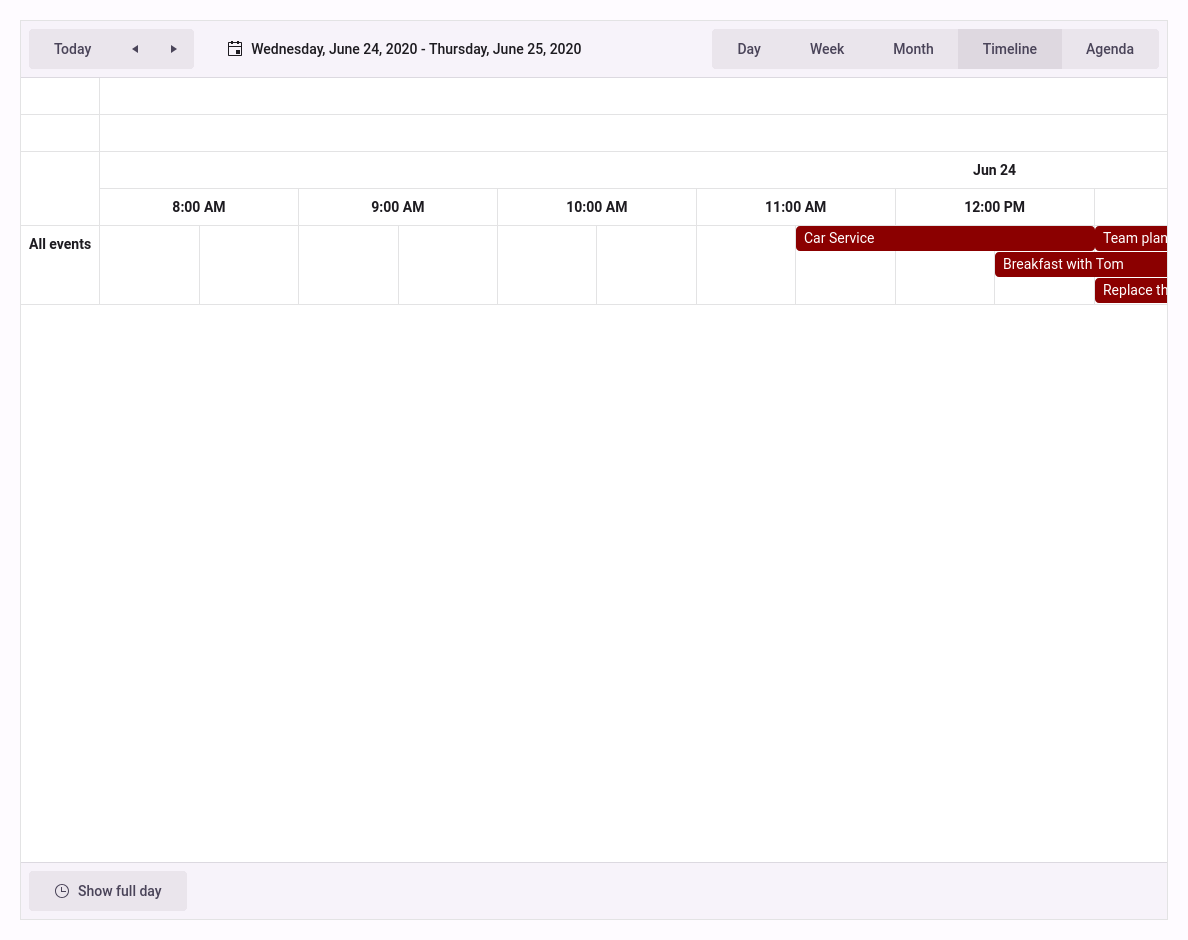 Today
Wednesday, June 24, 2020 - Thursday, June 25, 2020
Day
Week
Month
Timeline
Agenda
Jun 24
8:00 AM
9:00 AM
10:00 AM
11:00 AM
12:00 PM
All events
Car Service
Team plan
Breakfast with Tom
Replace th
Show full day